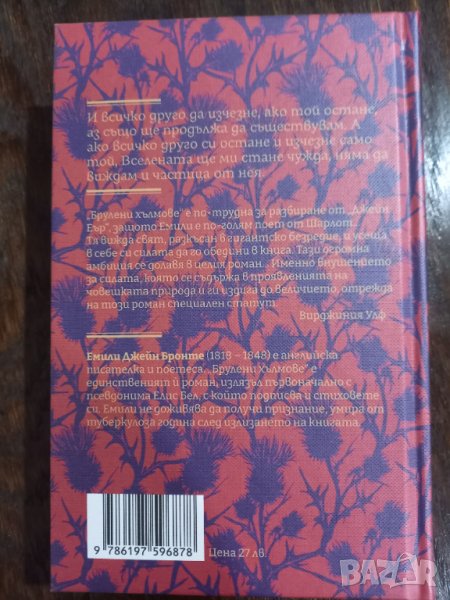 И всичко друго да изчезне, ако той остане,
аз също ще продължа да съществувам. А
ако всичко друго си остане и изчезне само
той, Вселената ще ми стане чужда, няма да
виждам и частица от нея.
„Брулени хълмове“ е по-трудна за разбиране от „Джейн
Еър“, защото Емили е по-голям поет от Шарлот.
Тя вижда свят, разкъсан в гигантско безредие, и усеща
в себе си силата да го обедини в книга. Тази огромна
амбиция се долавя в целия роман... Именно внушението
за силата, която се съдържа в проявленията на
човешката природа и ги издига до величието, отрежда
на този роман специален статут.
Вирджиния Улф
Емили Джейн Бронте (1818 – 1848) е английска
писателка и поетеса. „Брулени хълмове“ е
единственият ѝ роман, излязъл първоначално с
псевдонима Елис Бел, с който подписва и стиховете
си. Емили не доживява да получи признание, умира от
туберкулоза година след излизането на книгата.
9 786197 596878
Цена 27 лв.
BAZAR